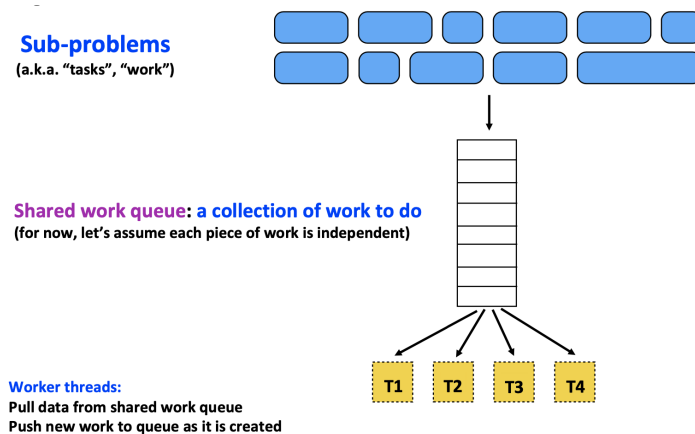 Sub-problems
(a.k.a. “tasks”, “work”)
Shared work queue: a collection of work to do
(for now, let’s assume each piece of work is independent)
T1 T2 T3 T4
Worker threads:
Pull data from shared work queue
Push new work to queue as it is created